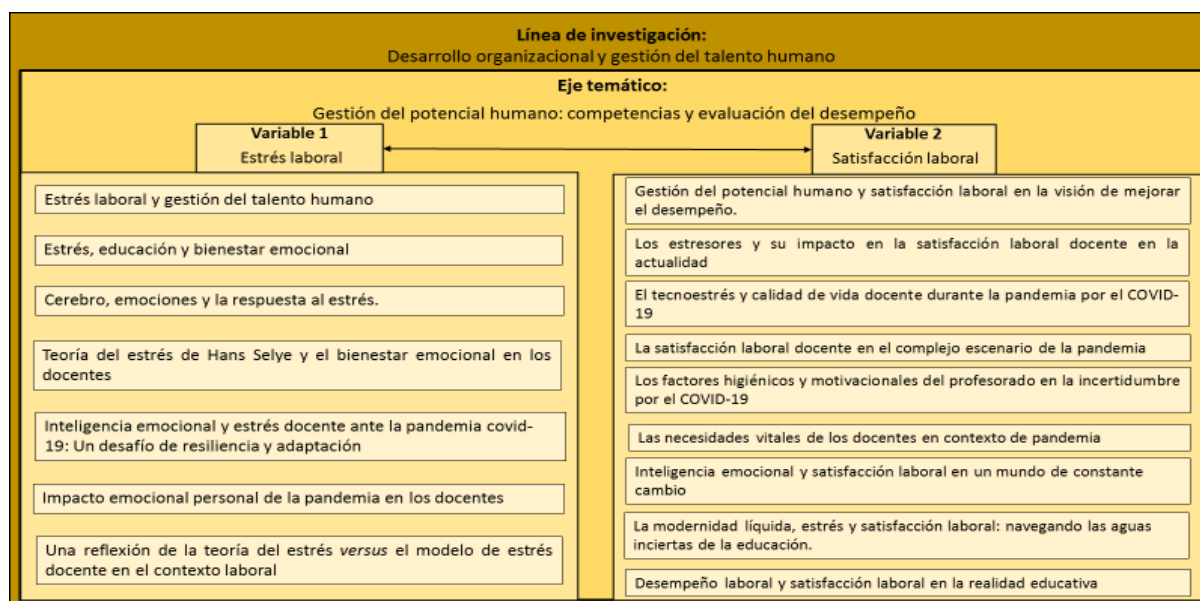 Línea de investigación:
Desarrollo organizacional y gestión del talento humano
Eje temático:
Gestión del potencial humano: competencias y evaluación del desempeño
Variable 1
Estrés laboral
Variable 2
Satisfacción laboral
Estrés laboral y gestión del talento humano
Estrés, educación y bienestar emocional
Cerebro, emociones y la respuesta al estrés.
Teoría del estrés de Hans Selye y el bienestar emocional en los
docentes
Inteligencia emocional y estrés docente ante la pandemia covid-
19: Un desafío de resiliencia y adaptación
Impacto emocional personal de la pandemia en los docentes
Una reflexión de la teoría del estrés versus el modelo de estrés
docente en el contexto laboral
Gestión del potencial humano y satisfacción laboral en la visión de mejorar
el desempeño.
Los estresores y su impacto en la satisfacción laboral docente en la
actualidad
El tecnoestrés y calidad de vida docente durante la pandemia por el COVID-
19
La satisfacción laboral docente en el complejo escenario de la pandemia
Los factores higiénicos y motivacionales del profesorado en la incertidumbre
por el COVID-19
Las necesidades vitales de los docentes en contexto de pandemia
Inteligencia emocional y satisfacción laboral en un mundo de constante
cambio
La modernidad líquida, estrés y satisfacción laboral: navegando las aguas
inciertas de la educación.
Desempeño laboral y satisfacción laboral en la realidad educativa